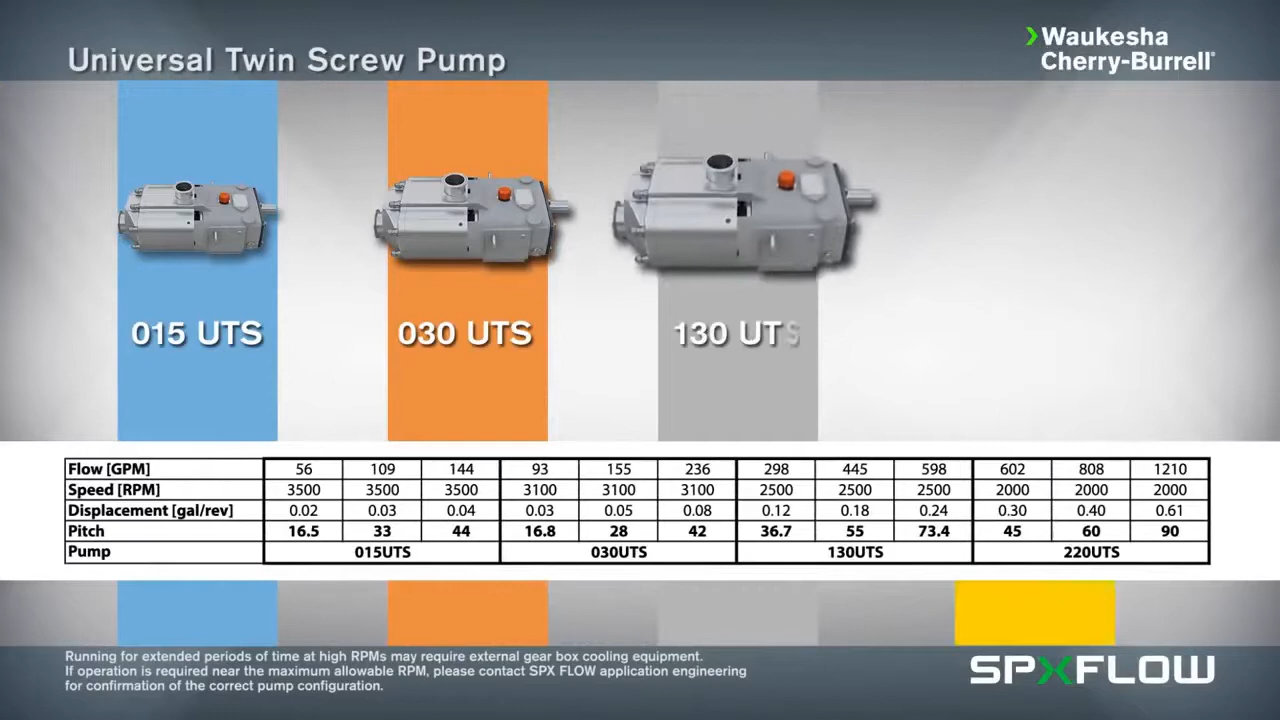 Universal Twin Screw Pump
Waukesha
Cherry-Burrell®
015 UTS
030 UTS
130 UTS
Flow [GPM] 56 109 144 93 155 236 298 445 598 602 808 1210
Speed [RPM] 3500 3500 3500 3100 3100 3100 2500 2500 2500 2000 2000 2000
Displacement [gal/rev] 0.02 0.03 0.04 0.03 0.05 0.08 0.12 0.18 0.24 0.30 0.40 0.61
Pitch 16.5 33 44 16.8 28 42 36.7 55 73.4 45 60 90
Pump 015UTS 030UTS 130UTS 220UTS
Running for extended periods of time at high RPMs may require external gear box cooling equipment.
If operation is required near the maximum allowable RPM, please contact SPX FLOW application engineering
for confirmation of the correct pump configuration.
SPXFLOW